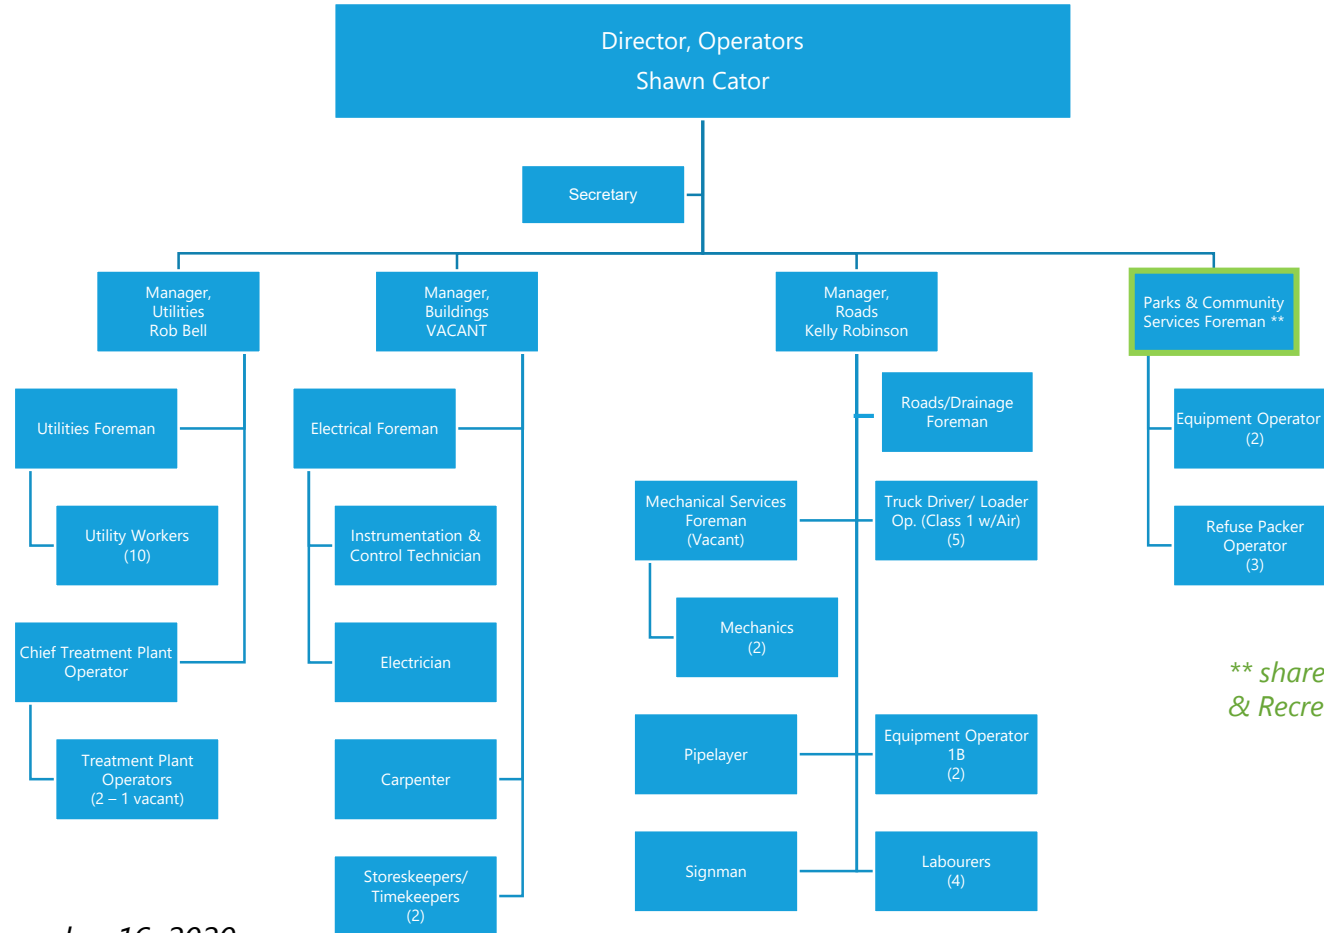 Director, Operators
Shawn Cator
Secretary
Manager,
Utilities
Rob Bell
Manager,
Buildings
VACANT
Manager,
Roads
Kelly Robinson
Parks & Community
Services Foreman **
Utilities Foreman
Utility Workers
(10)
Chief Treatment Plant
Operator
Treatment Plant
Operators
(2 – 1 vacant)
Electrical Foreman
Instrumentation &
Control Technician
Electrician
Carpenter
Storeskeepers/
Timekeepers
(2)
Roads/Drainage
Foreman
Mechanical Services
Foreman
(Vacant)
Truck Driver/ Loader
Op. (Class 1 w/Air)
(5)
Mechanics
(2)
Pipelayer
Equipment Operator
1B
(2)
Signman
Labourers
(4)
Equipment Operator
(2)
Refuse Packer
Operator
(3)
** share
& Recre
16, 2020